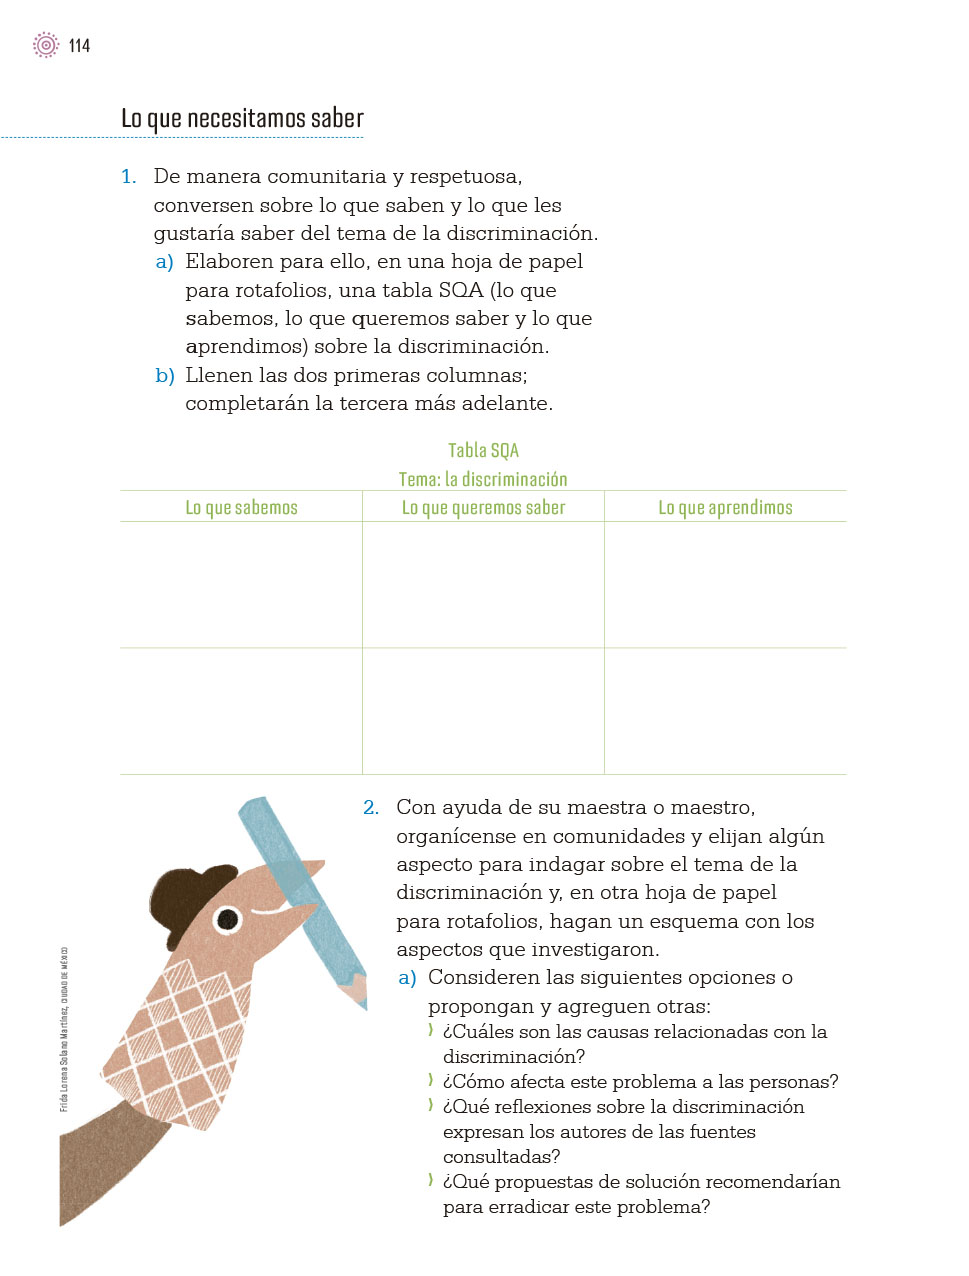 114
Lo que necesitamos saber
1. De manera comunitaria y respetuosa,
conversen sobre lo que saben y lo que les
gustaría saber del tema de la discriminación.
a) Elaboren para ello, en una hoja de papel
para rotafolios, una tabla SQA (lo que
sabemos, lo que queremos saber y lo que
aprendimos) sobre la discriminación.
b) Llenen las dos primeras columnas;
completarán la tercera más adelante.
Tabla SQA
Tema: la discriminación
Lo que sabemos Lo que queremos saber Lo que aprendimos
2. Con ayuda de su maestra o maestro,
organícense en comunidades y elijan algún
aspecto para indagar sobre el tema de la
discriminación y, en otra hoja de papel
para rotafolios, hagan un esquema con los
aspectos que investigaron.
a) Consideren las siguientes opciones o
propongan y agreguen otras:
⟩ ¿Cuáles son las causas relacionadas con la
discriminación?
⟩ ¿Cómo afecta este problema a las personas?
⟩ ¿Qué reflexiones sobre la discriminación
expresan los autores de las fuentes
consultadas?
⟩ ¿Qué propuestas de solución recomendarían
para erradicar este problema?
Frida Lorena Solano Martínez, CIUDAD DE MÉXICO